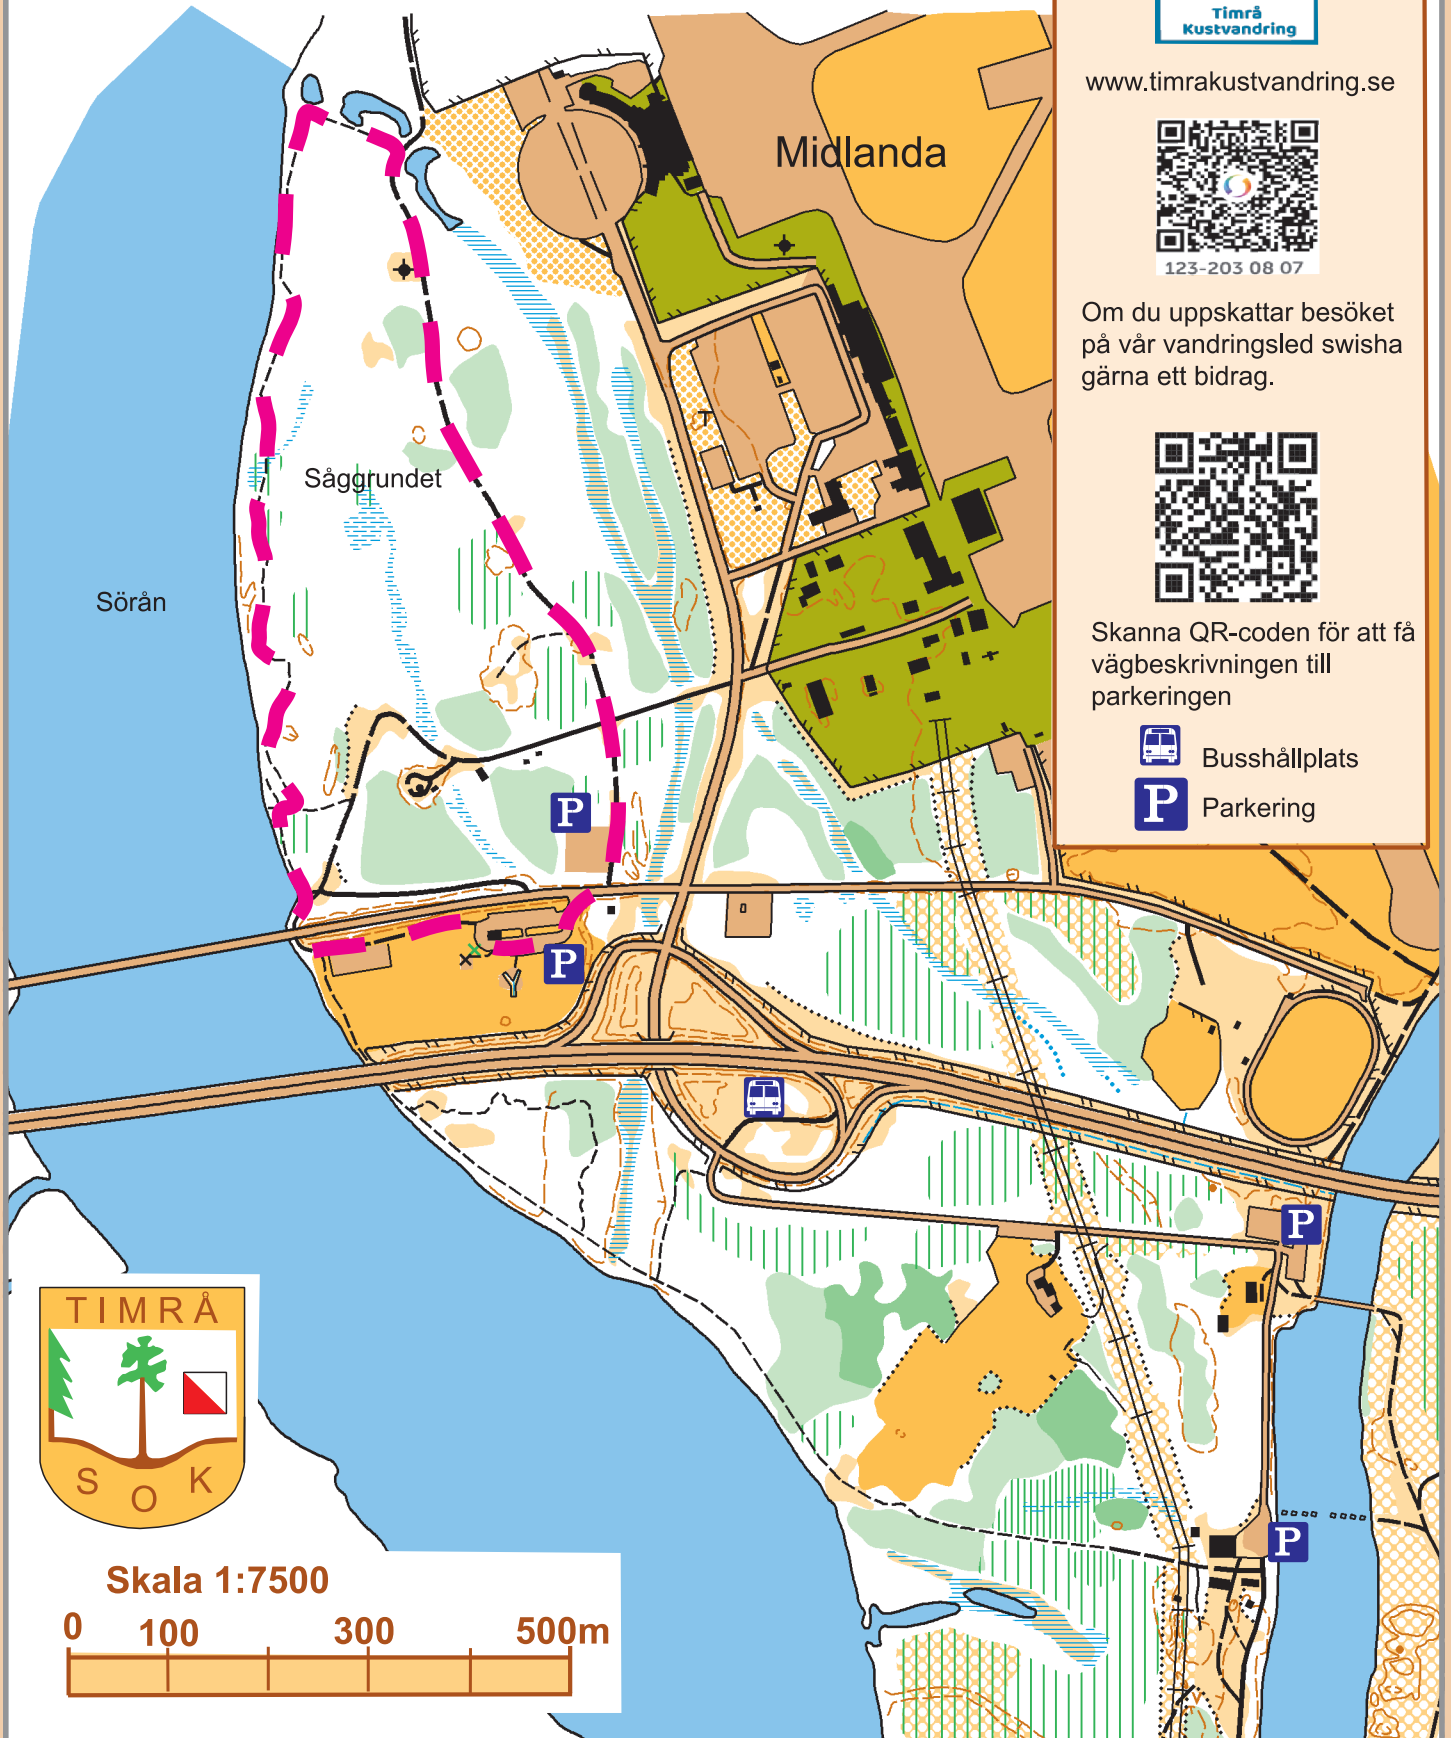 Timrå
Kustvandring
www.timrakustvandring.se
Midlanda
123-203 08 07
Om du uppskattar besöket
på vår vandringsled swisha
gärna ett bidrag.
Såggrundet
Sörån
Skanna QR-coden för att få
vägbeskrivningen till
parkeringen
Busshållplats
P Parkering
P
P
P
P
TIMRÅ
S O K
Skala 1:7500
0 100 300 500m